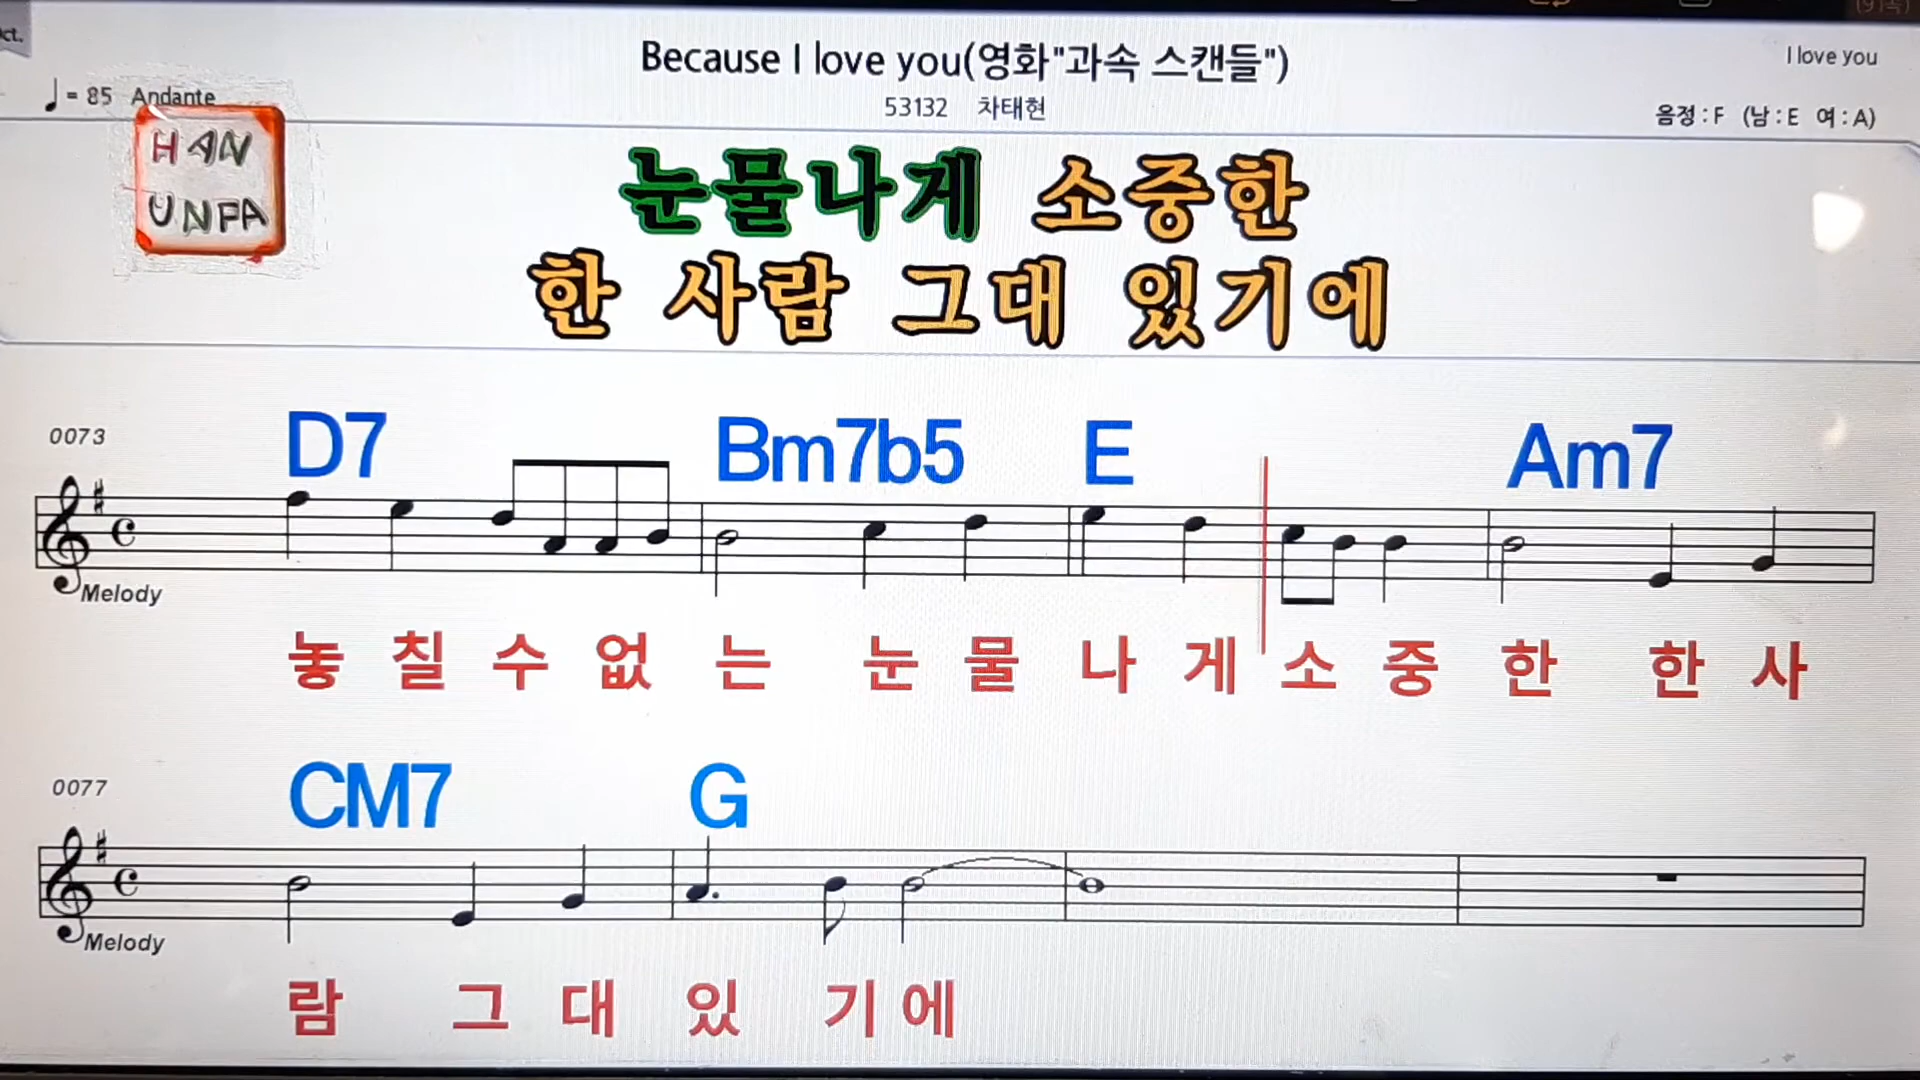 ct.
Because I love you(영화"과속 스캔들")
I love you
= 85 Andante
53132 차태현
음정 : F (남 : E 여 : A)
HAN
UNPA
눈물나게 소중한
한 사람 그대 있기에
0073
D7 Bm7b5 E Am7
Melody
놓 칠 수 없 는 눈 물 나 게 소 중 한 한 사
0077
CM7 G
Melody
람 그 대 있 기 에